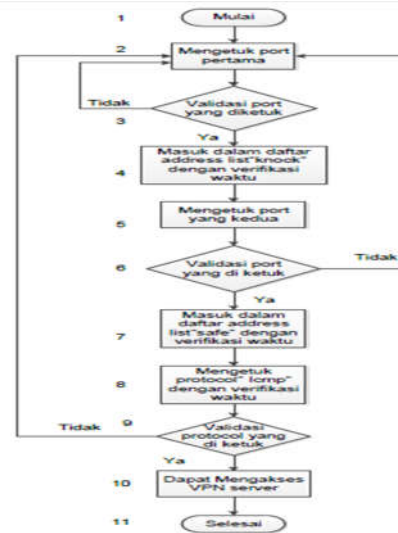 1 Mulai
2 Mengetuk port
pertama
Tidak Validasi port
yang diketuk
3
Ya
Masuk dalam daftar
address list"knock"
4 dengan verifikasi
waktu
Mengetuk port
5 yang kedua
6 Validasi port
yang di ketuk
Tidak
Ya
Masuk dalam
daftar address
7 list"safe" dengan
verifikasi waktu
Mengetuk
8 protocol" Icmp"
dengan verifikasi
waktu
Tidak 9 Validasi
protocol yang
di ketuk
Ya
10 Dapat Mengakses
VPN server
11 Selesai